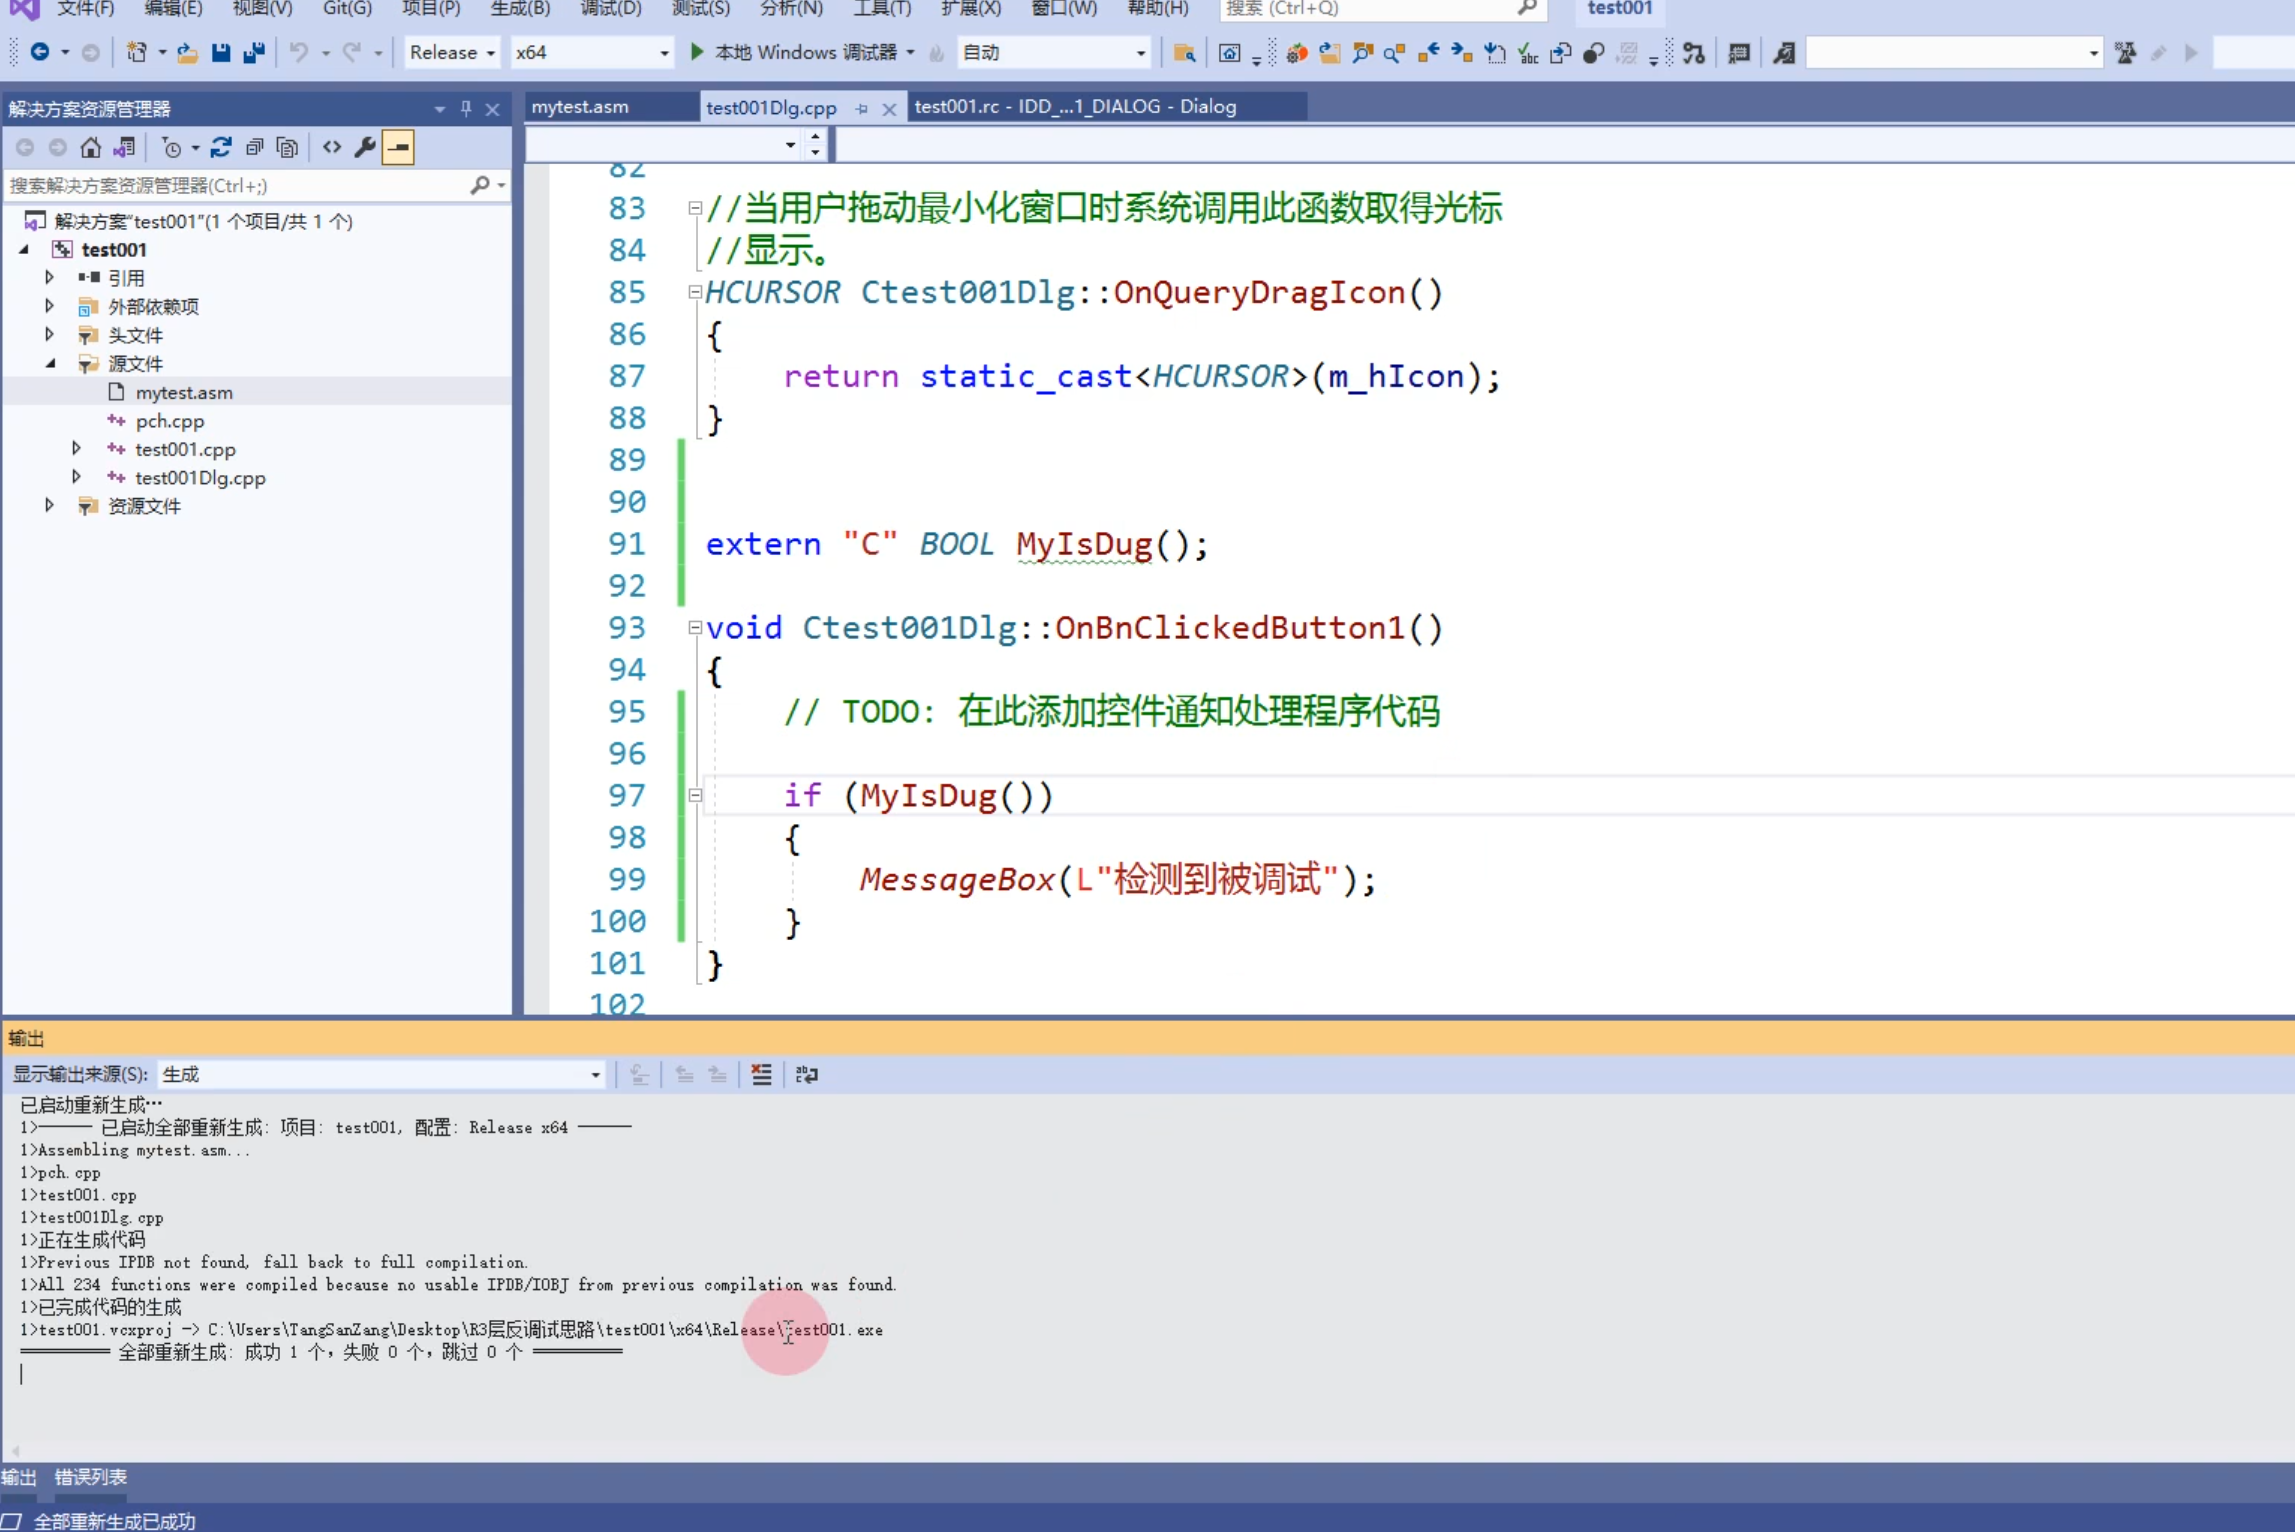 文件(F) 编辑(E) 视图(V) Git(G) 项目(P) 生成(B) 调试(D) 测试(S) 分析(N) 工具(T) 扩展(X) 窗口(W) 帮助(H) 搜索 (Ctrl+Q) test001
Release x64 本地 Windows 调试器 自动
解决方案资源管理器
mytest.asm test001Dlg.cpp test001.rc - IDD_...1_DIALOG - Dialog
搜索解决方案资源管理器(Ctrl+;)
解决方案"test001"(1 个项目/共 1 个)
test001
引用
外部依赖项
头文件
源文件
mytest.asm
pch.cpp
test001.cpp
test001Dlg.cpp
资源文件
82
83 //当用户拖动最小化窗口时系统调用此函数取得光标
84 //显示。
85 HCURSOR Ctest001Dlg::OnQueryDragIcon()
86 {
87 return static_cast<HCURSOR>(m_hIcon);
88 }
89
90
91 extern "C" BOOL MyIsDug();
92
93 void Ctest001Dlg::OnBnClickedButton1()
94 {
95 // TODO: 在此添加控件通知处理程序代码
96
97 if (MyIsDug())
98 {
99 MessageBox(L"检测到被调试");
100 }
101 }
102
输出
显示输出来源(S): 生成
已启动重新生成…
1>------ 已启动全部重新生成: 项目: test001, 配置: Release x64 ------
1>Assembling mytest.asm...
1>pch.cpp
1>test001.cpp
1>test001Dlg.cpp
1>正在生成代码
1>Previous IPDB not found, fall back to full compilation.
1>All 234 functions were compiled because no usable IPDB/IOBJ from previous compilation was found.
1>已完成代码的生成
1>test001.vcxproj -> C:\Users\TangSanZang\Desktop\R3层反调试思路\test001\x64\Release\test001.exe
========== 全部重新生成: 成功 1 个，失败 0 个，跳过 0 个 ==========
输出 错误列表
全部重新生成已成功